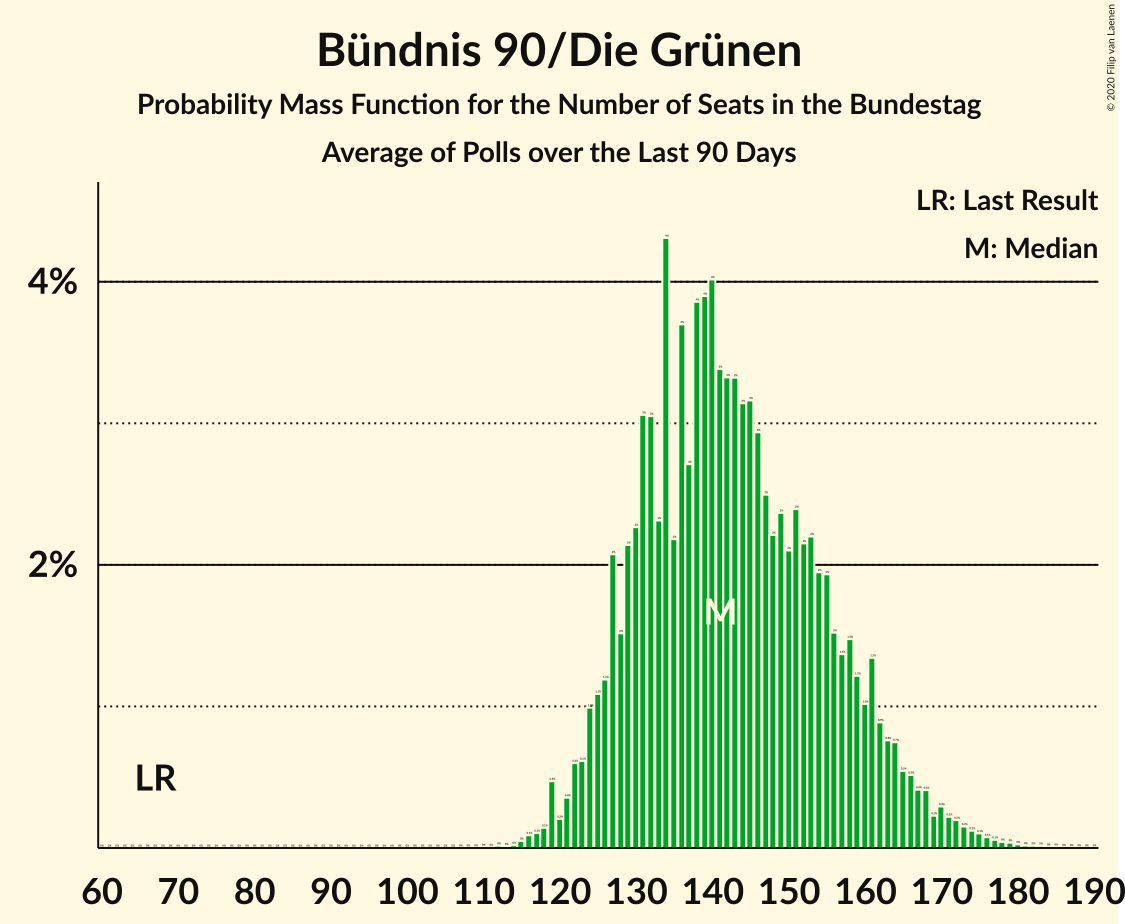 Bündnis 90/Die Grünen
Probability Mass Function for the Number of Seats in the Bundestag
Average of Polls over the Last 90 Days
© 2020 Filip van Laenen
LR: Last Result
M: Median
4%
2%
M
LR
60 70 80 90 100 110 120 130 140 150 160 170 180 190